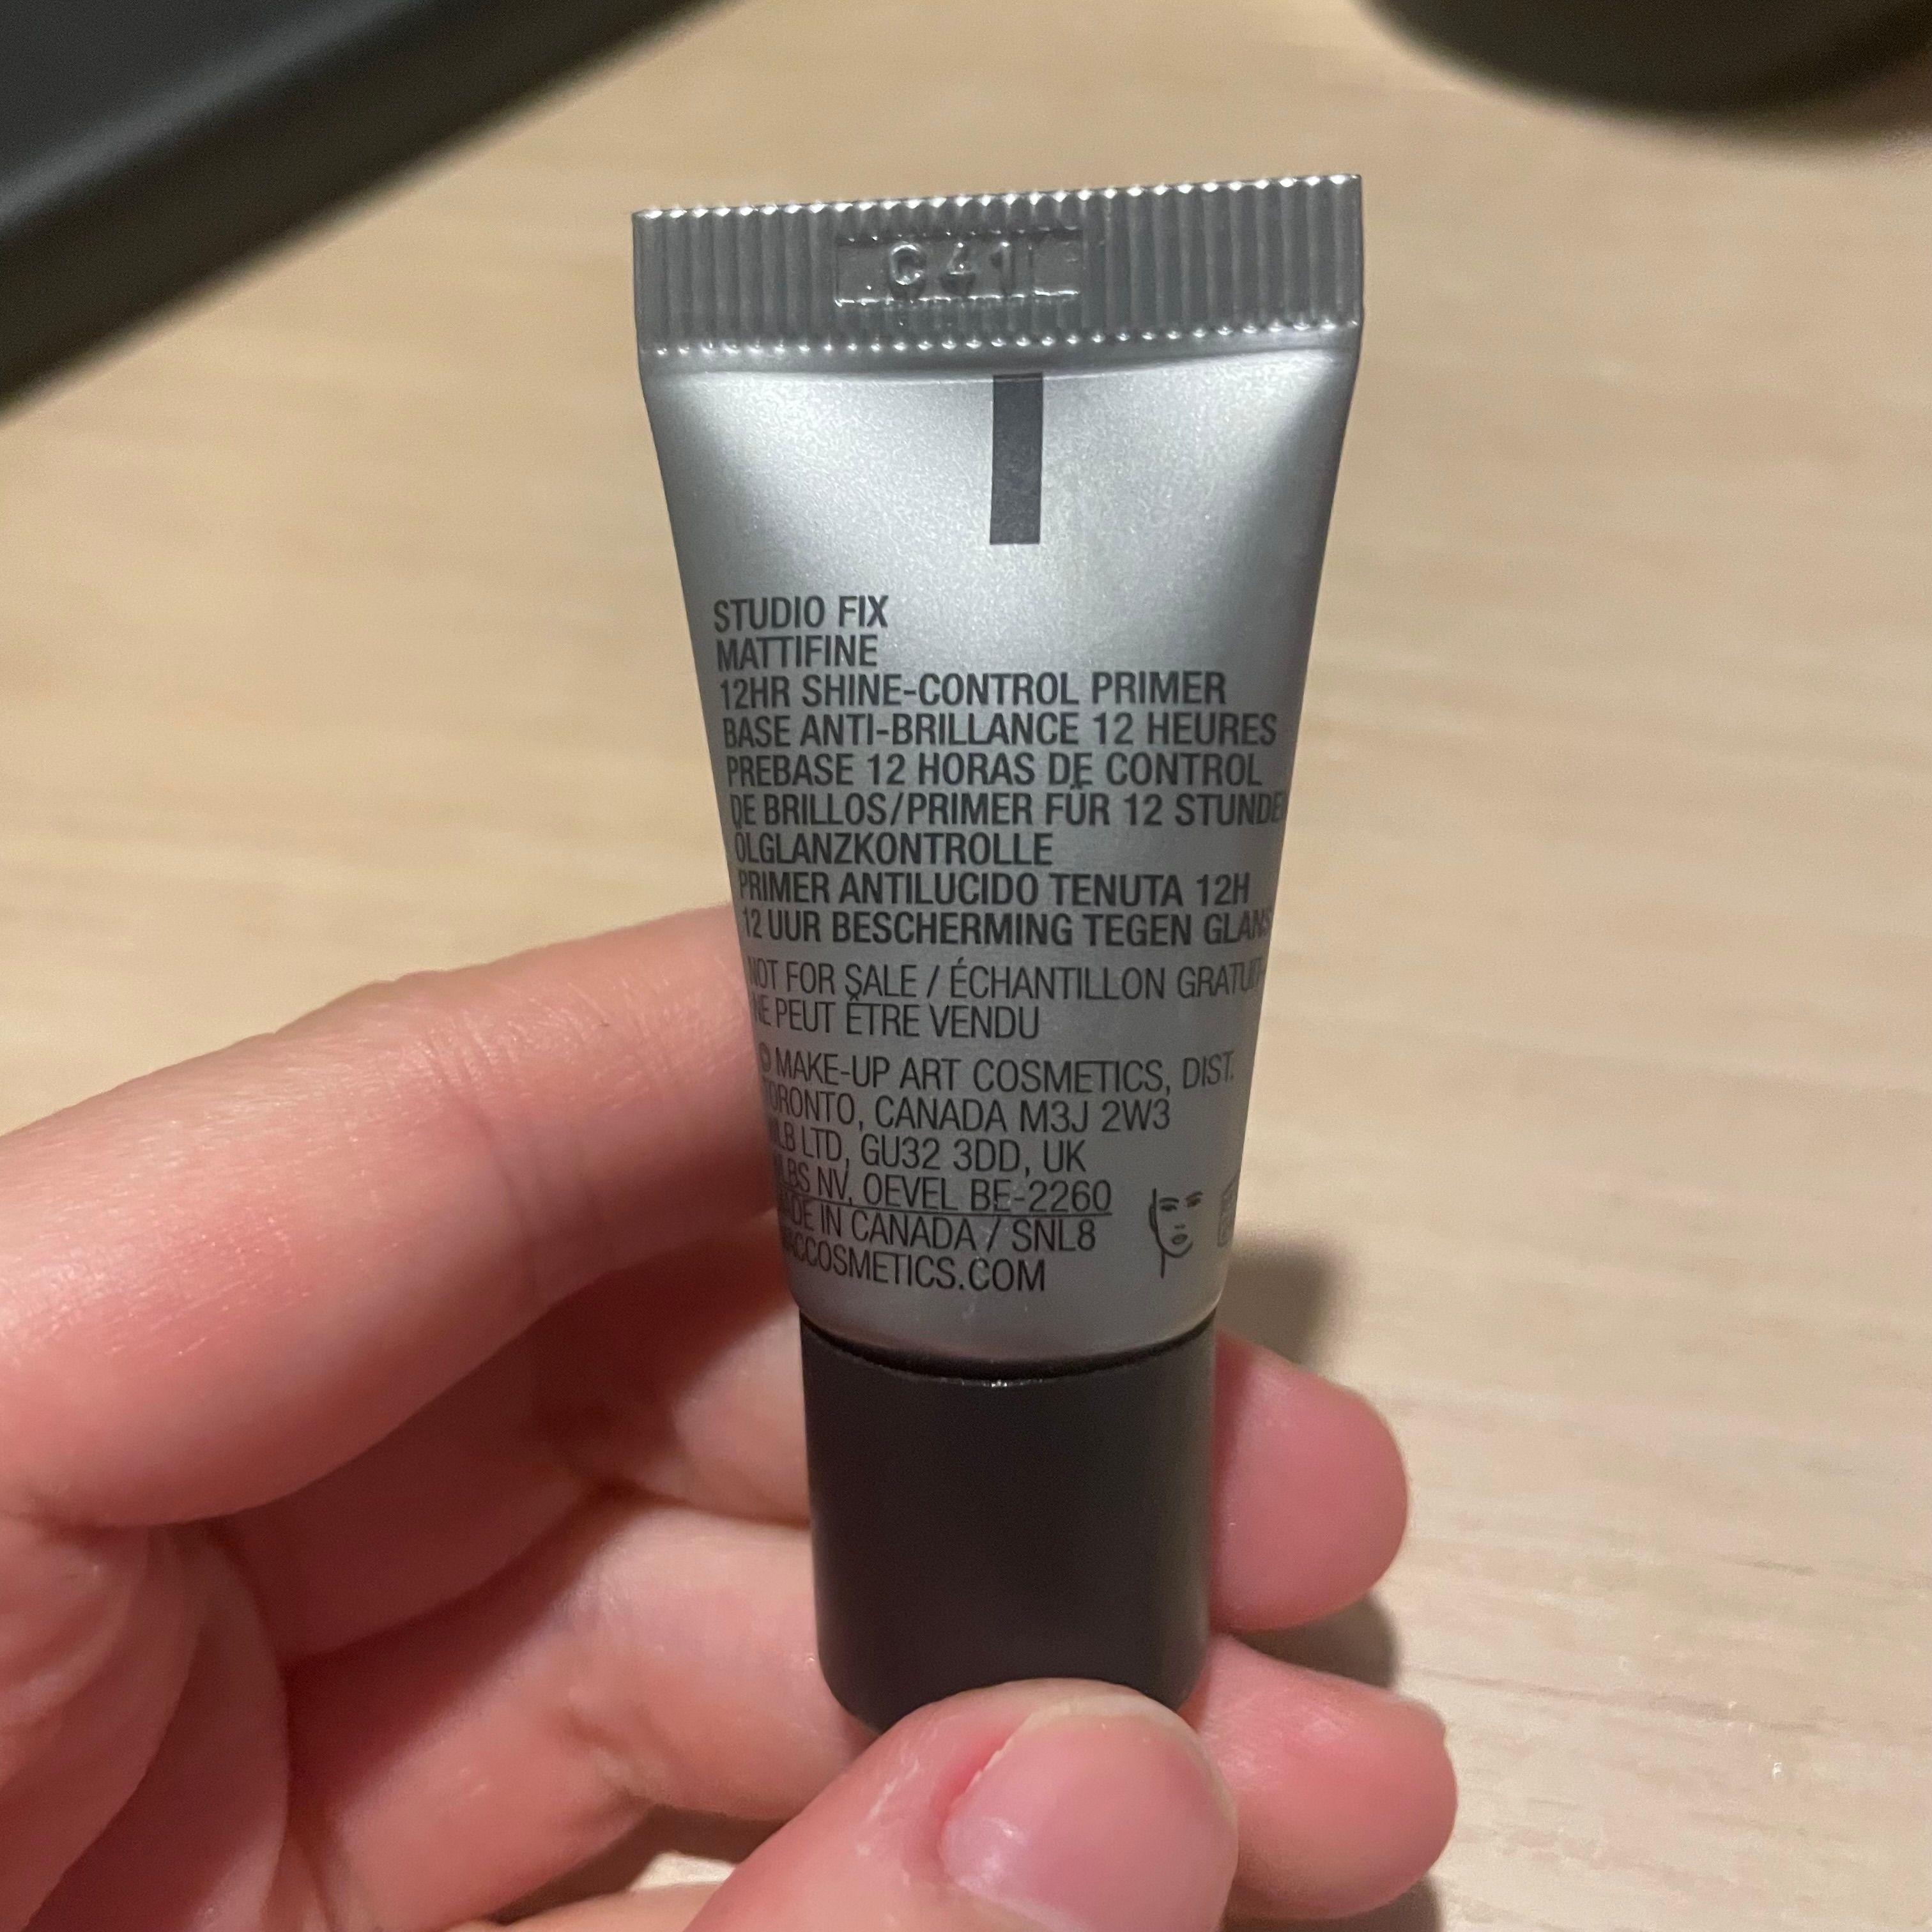 C41
STUDIO FIX
MATTIFINE
12HR SHINE-CONTROL PRIMER
BASE ANTI-BRILLANCE 12 HEURES
PREBASE 12 HORAS DE CONTROL
DE BRILLOS/PRIMER FÜR 12 STUNDE
ÖLGLANZKONTROLLE
PRIMER ANTILUCIDO TENUTA 12H
12 UUR BESCHERMING TEGEN GLANS
NOT FOR SALE / ÉCHANTILLON GRATUIT-
NE PEUT ÊTRE VENDU
© MAKE-UP ART COSMETICS, DIST.
TORONTO, CANADA M3J 2W3
LTD, GU32 3DD, UK
NV, OEVEL BE-2260
MADE IN CANADA / SNL8
ACCOSMETICS.COM